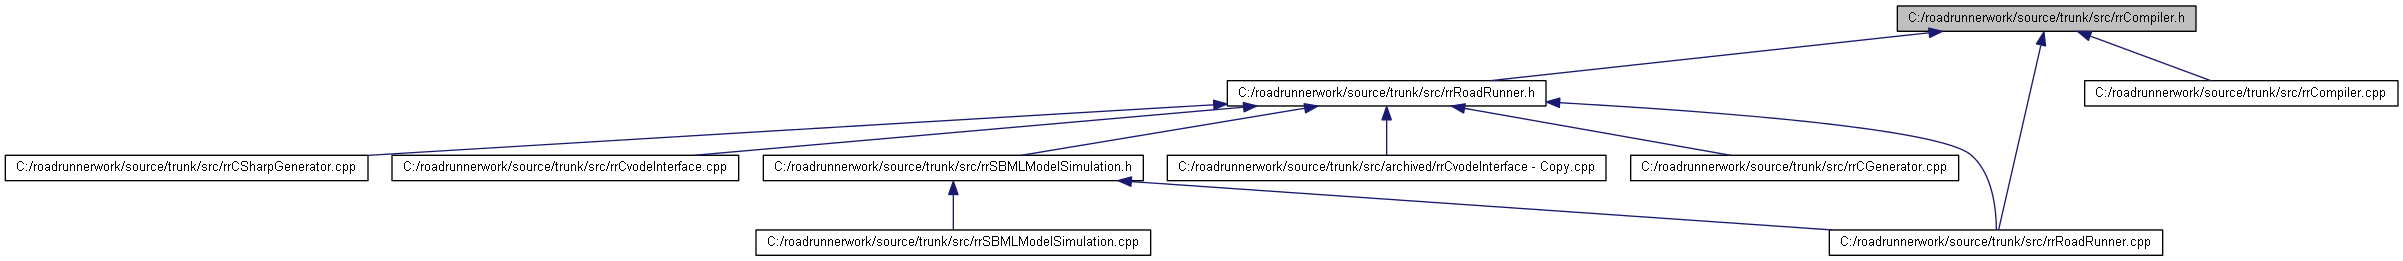 C:/roadrunnerwork/source/trunk/src/rrCompiler.h
C:/roadrunnerwork/source/trunk/src/rrRoadRunner.h
C:/roadrunnerwork/source/trunk/src/rrCompiler.cpp
C:/roadrunnerwork/source/trunk/src/rrCSharpGenerator.cpp
C:/roadrunnerwork/source/trunk/src/rrCvodeInterface.cpp
C:/roadrunnerwork/source/trunk/src/rrSBMLModelSimulation.h
C:/roadrunnerwork/source/trunk/src/archived/rrCvodeInterface - Copy.cpp
C:/roadrunnerwork/source/trunk/src/rrCGenerator.cpp
C:/roadrunnerwork/source/trunk/src/rrSBMLModelSimulation.cpp
C:/roadrunnerwork/source/trunk/src/rrRoadRunner.cpp